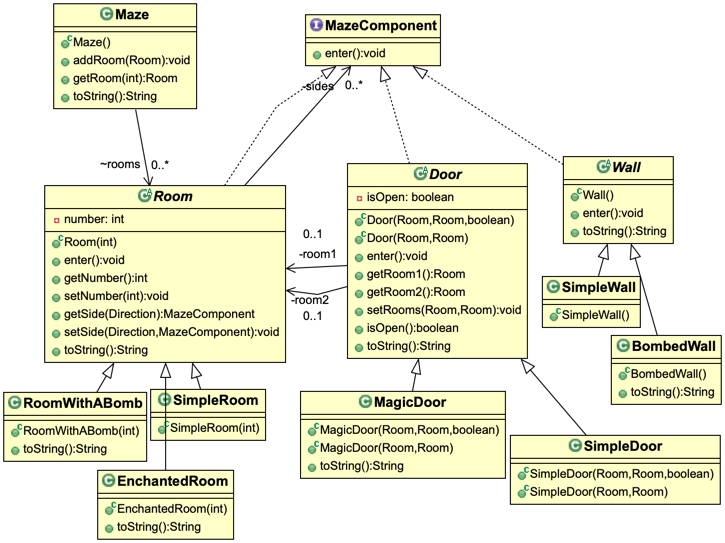 Maze
Maze()
addRoom(Room):void
getRoom(int):Room
toString():String
MazeComponent
enter():void
-sides
0..*
~rooms
0..*
Room
number: int
Room(int)
enter():void
getNumber():int
setNumber(int):void
getSide(Direction):MazeComponent
setSide(Direction,MazeComponent):void
toString():String
0..1
-room1
-room2
0..1
Door
isOpen: boolean
Door(Room,Room,boolean)
Door(Room,Room)
enter():void
getRoom1():Room
getRoom2():Room
setRooms(Room,Room):void
isOpen():boolean
toString():String
Wall
Wall()
enter():void
toString():String
SimpleWall
SimpleWall()
BombedWall
BombedWall()
toString():String
RoomWithABomb
RoomWithABomb(int)
toString():String
SimpleRoom
SimpleRoom(int)
EnchantedRoom
EnchantedRoom(int)
toString():String
MagicDoor
MagicDoor(Room,Room,boolean)
MagicDoor(Room,Room)
toString():String
SimpleDoor
SimpleDoor(Room,Room,boolean)
SimpleDoor(Room,Room)